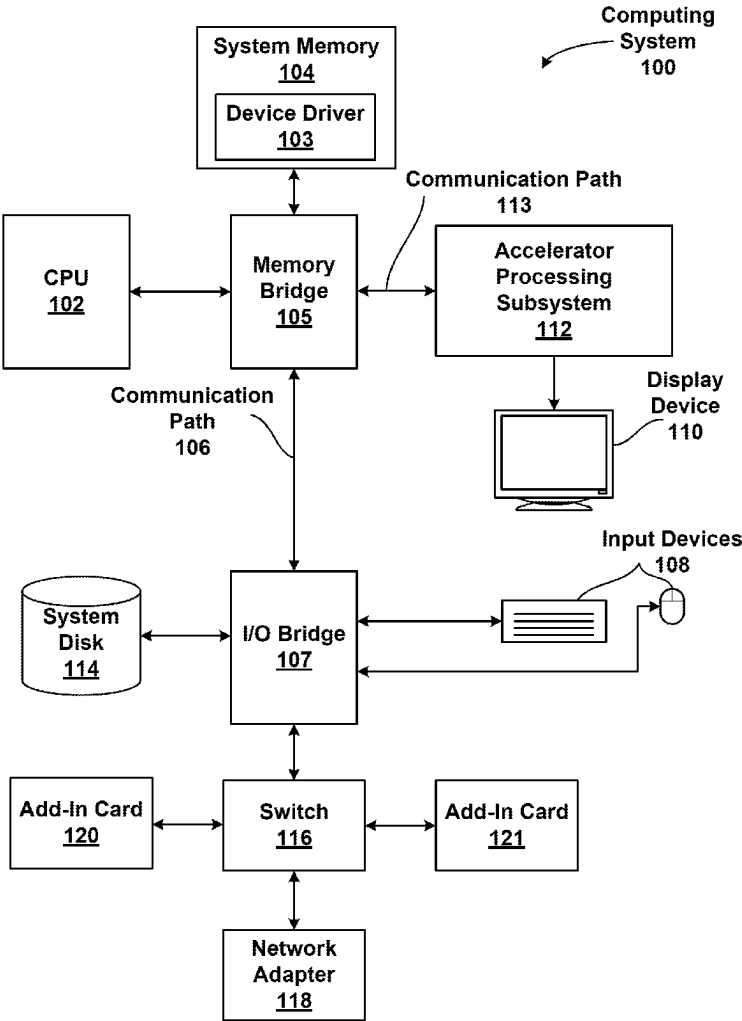 Computing
System
100
System Memory
104
Device Driver
103
Communication Path
113
CPU
102
Memory
Bridge
105
Accelerator
Processing
Subsystem
112
Communication
Path
106
Display
Device
110
Input Devices
108
System
Disk
114
I/O Bridge
107
Add-In Card
120
Switch
116
Add-In Card
121
Network
Adapter
118